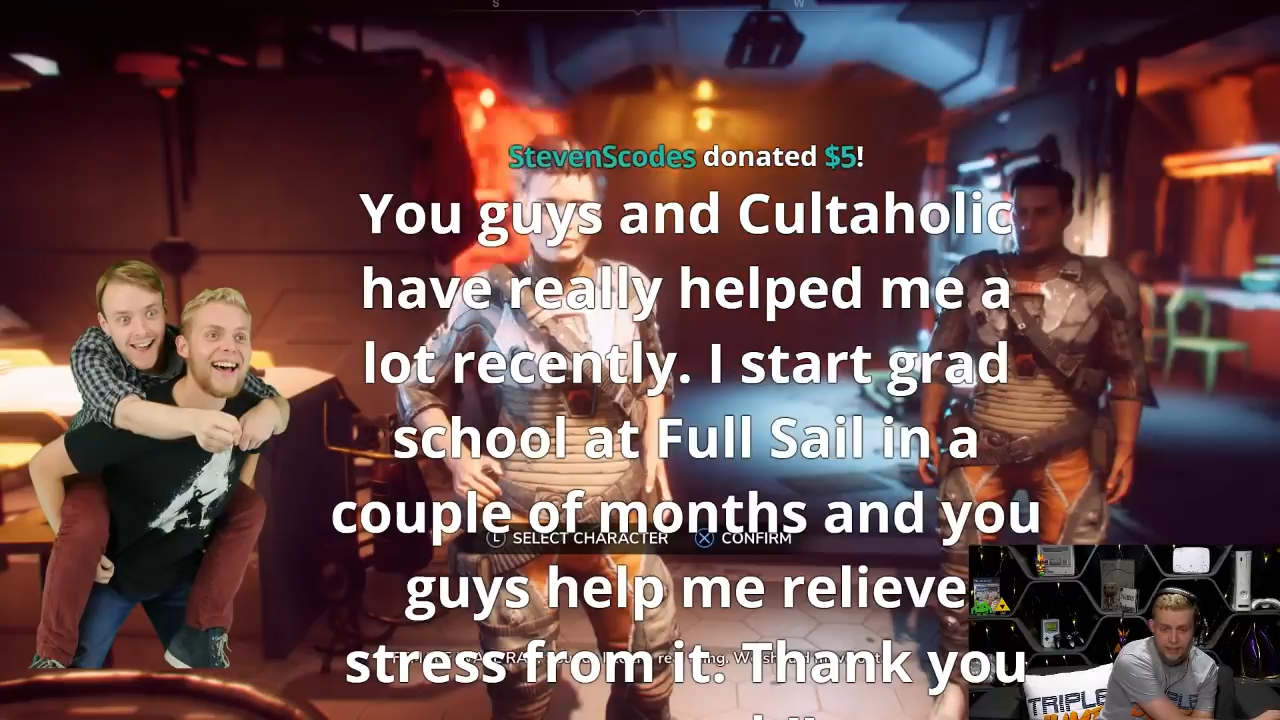 S W
StevenScodes donated $5!
You guys and Cultaholic
have really helped me a
lot recently. I start grad
school at Full Sail in a
couple of months and you
SELECT CHARACTER CONFIRM
guys help me relieve
stress from it. Thank you
TRIPLE